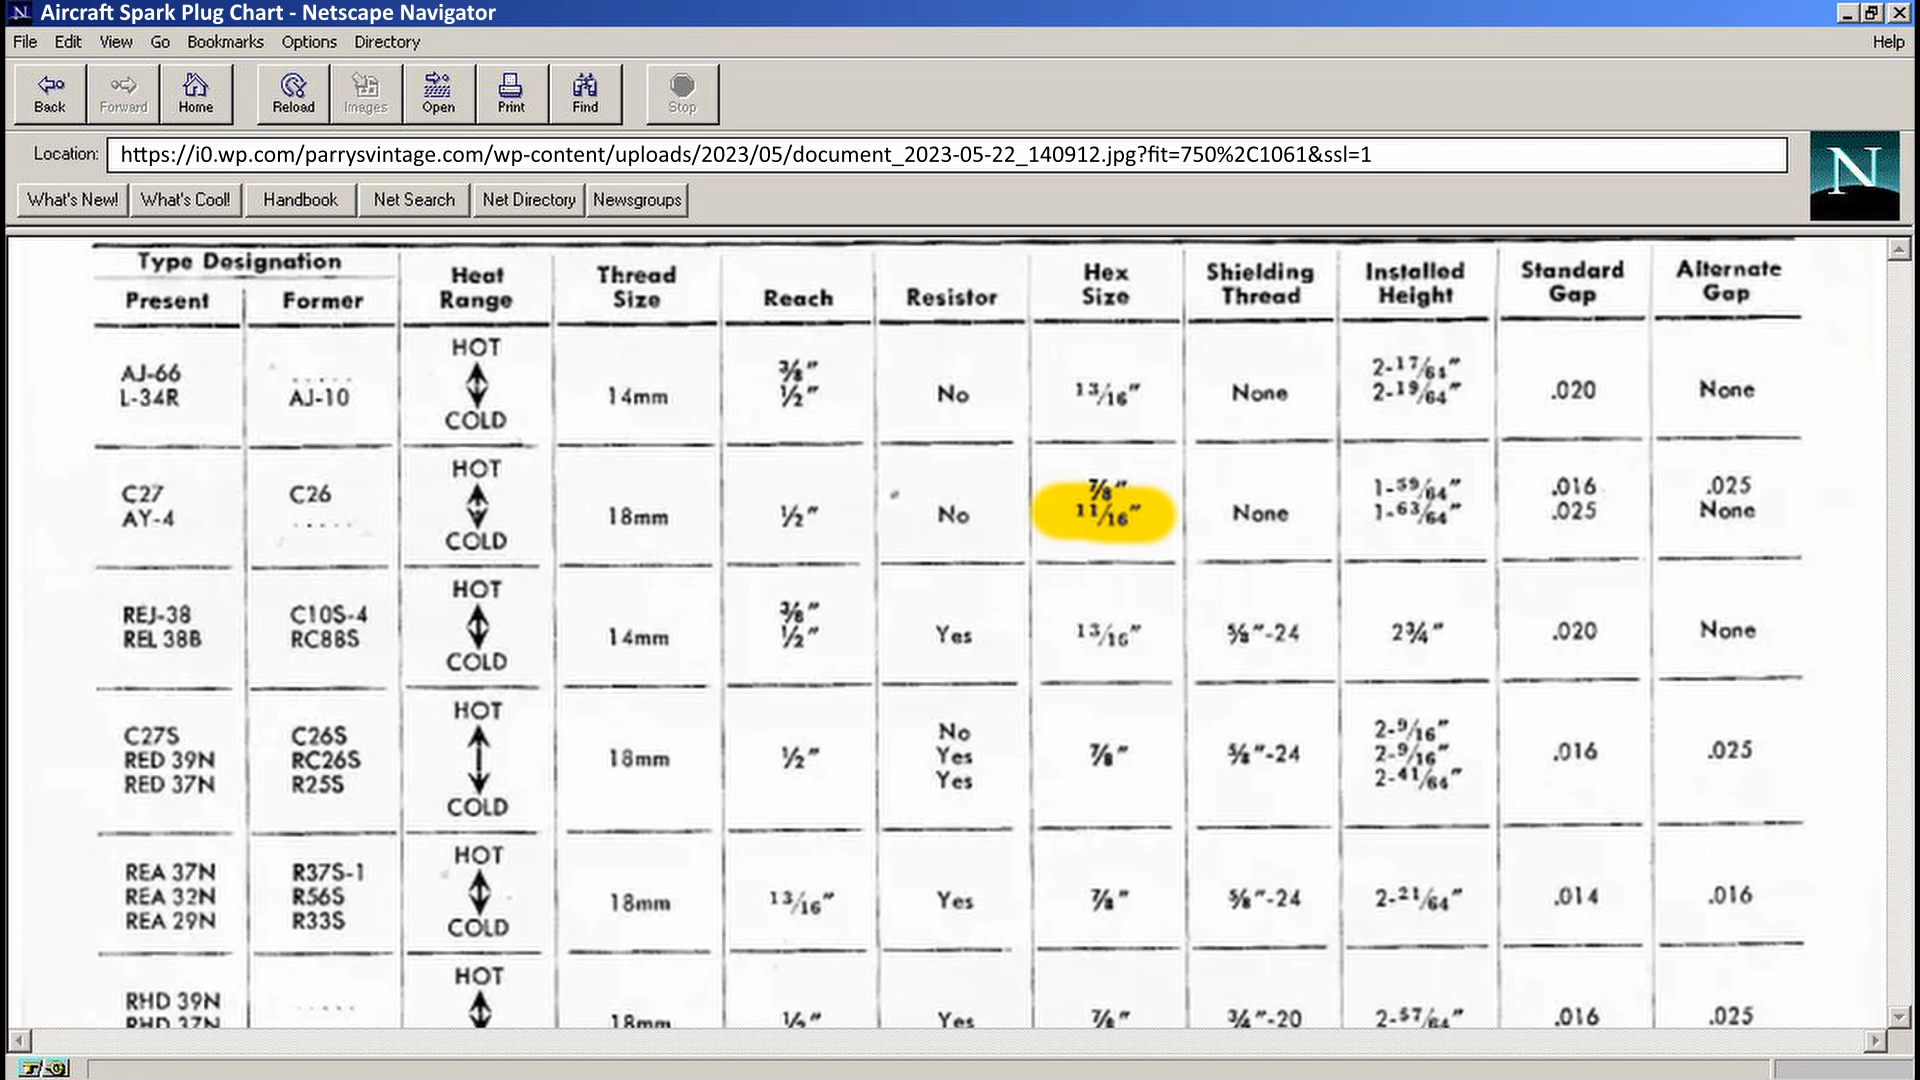 Aircraft Spark Plug Chart - Netscape Navigator
File Edit View Go Bookmarks Options Directory Help
Back Forward Home Reload Images Open Print Find Stop
Location: https://i0.wp.com/parrysvintage.com/wp-content/uploads/2023/05/document_2023-05-22_140912.jpg?fit=750%2C1061&ssl=1
N
What's New! What's Cool! Handbook Net Search Net Directory Newsgroups
Type Designation
Present Former Heat Range Thread Size Reach Resistor Hex Size Shielding Thread Installed Height Standard Gap Alternate Gap
HOT
AJ-66 ..... 3/8" 2-17/64"
L-34R AJ-10 14mm 1/2" No 13/16" None 2-19/64" .020 None
COLD
HOT
C27 C26 7/8" 1-59/64" .016 .025
AY-4 ..... 18mm 1/2" No 11/16" None 1-63/64" .025 None
COLD
HOT
REJ-38 C10S-4 3/8"
REL 38B RC88S 14mm 1/2" Yes 13/16" 5/8"-24 2 3/4" .020 None
COLD
HOT
C27S C26S No 2-9/16"
RED 39N RC26S 18mm 1/2" Yes 7/8" 5/8"-24 2-9/16" .016 .025
RED 37N R25S Yes 2-41/64"
COLD
HOT
REA 37N R37S-1
REA 32N R56S 18mm 13/16" Yes 7/8" 5/8"-24 2-21/64" .014 .016
REA 29N R33S
COLD
HOT
RHD 39N .....
RHD 37N 18mm 1/2" Yes 7/8" 3/4"-20 2-57/64" .016 .025